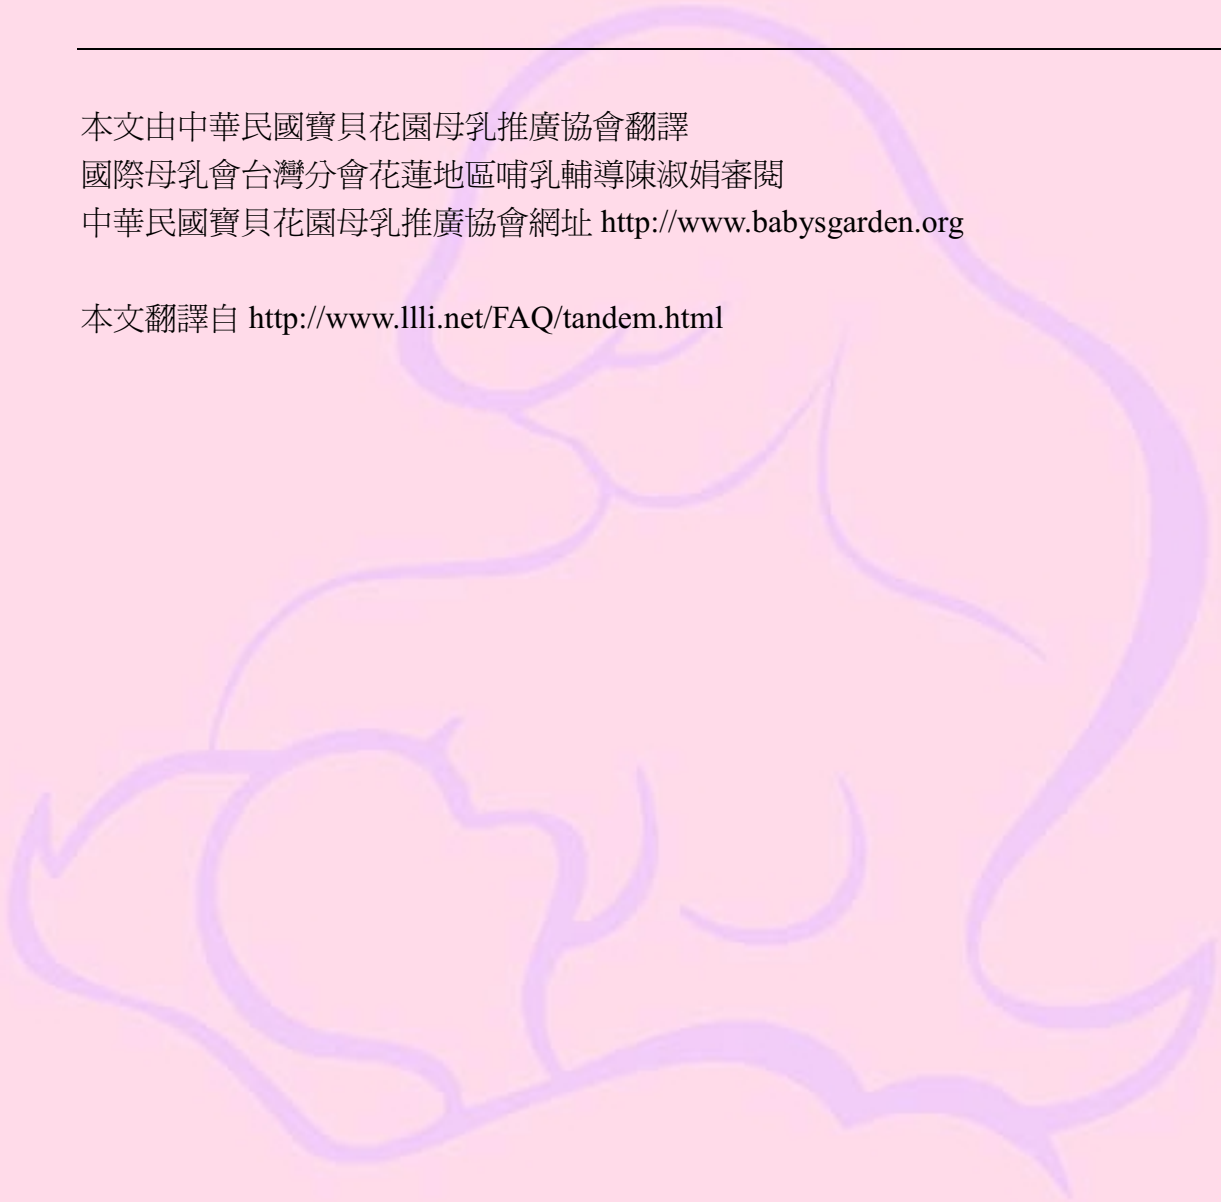 本文由中華民國寶貝花園母乳推廣協會翻譯
國際母乳會台灣分會花蓮地區哺乳輔導陳淑娟審閱
中華民國寶貝花園母乳推廣協會網址 http://www.babysgarden.org
本文翻譯自 http://www.llli.net/FAQ/tandem.html